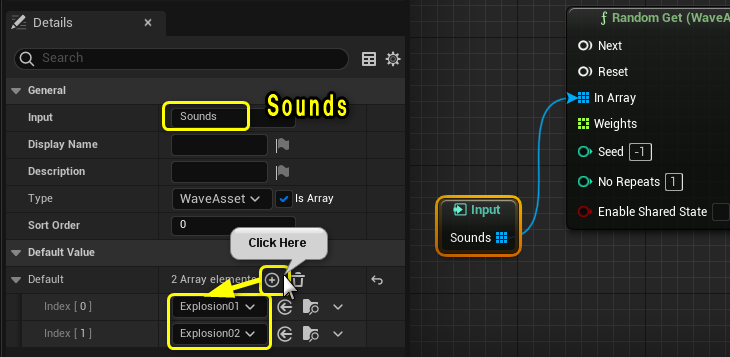 Details
Search
General
Input
Sounds
Sounds
Display Name
Description
Type
WaveAsset
Is Array
Sort Order
0
Default Value
Click Here
Default
2 Array elements
Index [ 0 ]
Explosion01
Index [ 1 ]
Explosion02
Input
Sounds
f Random Get (WaveA
Next
Reset
In Array
Weights
Seed -1
No Repeats 1
Enable Shared State